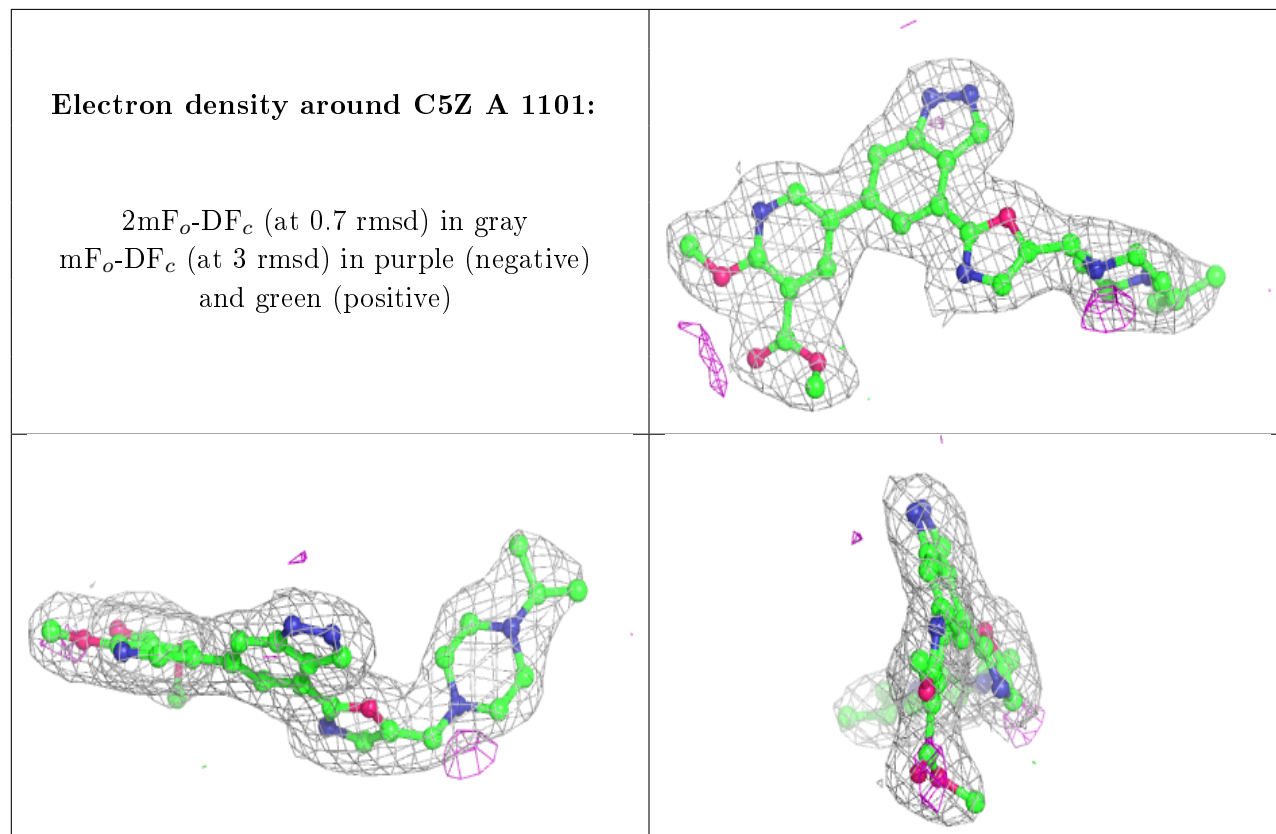 Electron density around C5Z A 1101:
2mFₒ-DF𝒸 (at 0.7 rmsd) in gray
mFₒ-DF𝒸 (at 3 rmsd) in purple (negative)
and green (positive)